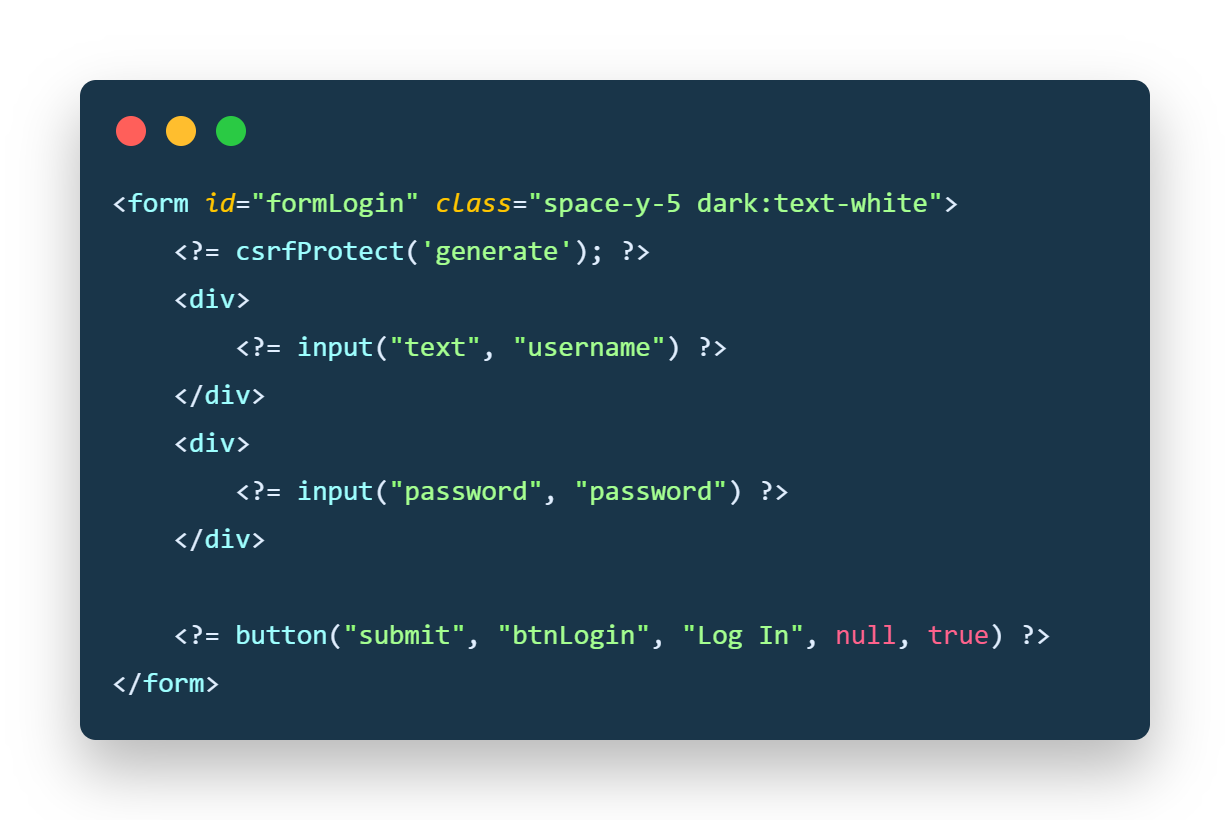 <form id="formLogin" class="space-y-5 dark:text-white">
    <?= csrfProtect('generate'); ?>
    <div>
        <?= input("text", "username") ?>
    </div>
    <div>
        <?= input("password", "password") ?>
    </div>

    <?= button("submit", "btnLogin", "Log In", null, true) ?>
</form>